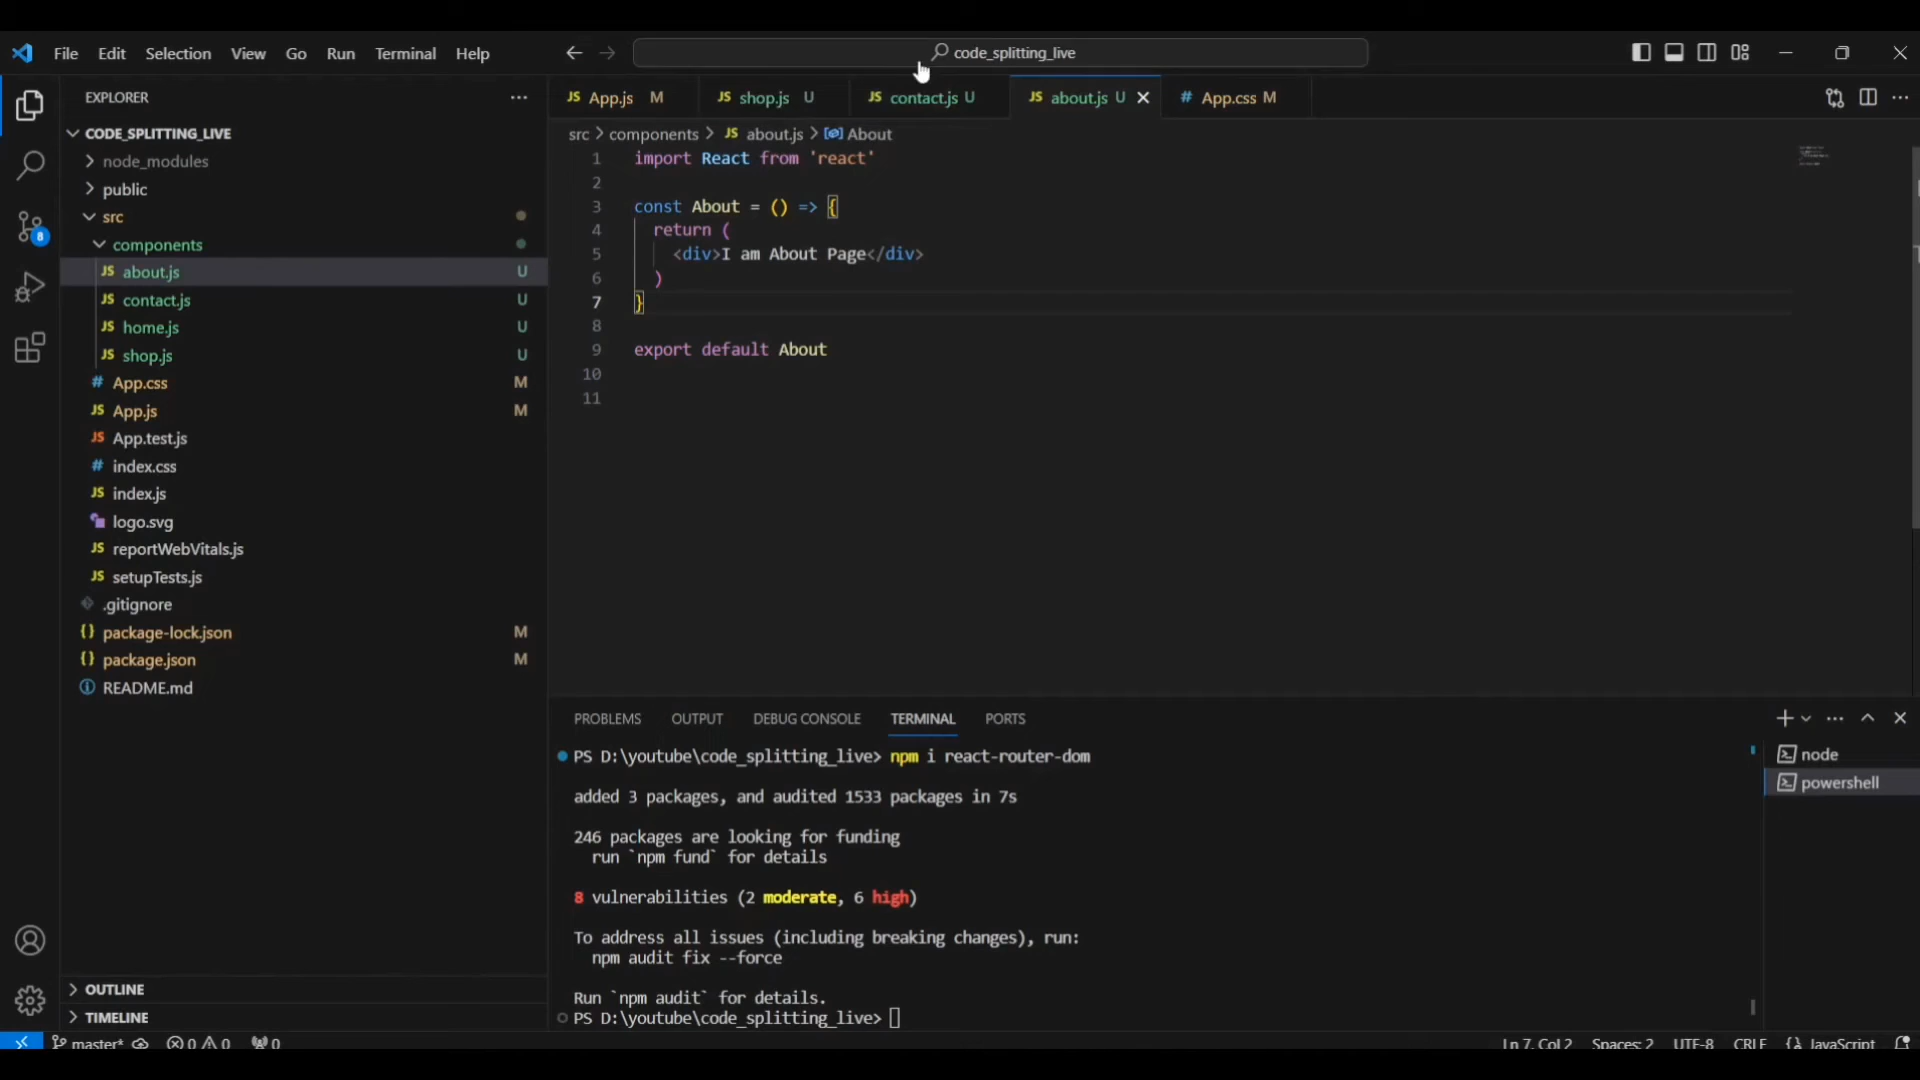 File Edit Selection View Go Run Terminal Help
code_splitting_live
EXPLORER
CODE_SPLITTING_LIVE
node_modules
public
src
components
JS about.js U
JS contact.js U
JS home.js U
JS shop.js U
# App.css M
JS App.js M
JS App.test.js
# index.css
JS index.js
logo.svg
JS reportWebVitals.js
JS setupTests.js
.gitignore
{} package-lock.json M
{} package.json M
README.md
OUTLINE
TIMELINE
8
JS App.js M JS shop.js U JS contact.js U JS about.js U # App.css M
src > components > JS about.js > About
1 import React from 'react'
2
3 const About = () => {
4 return (
5 <div>I am About Page</div>
6 )
7 }
8
9 export default About
10
11
PROBLEMS OUTPUT DEBUG CONSOLE TERMINAL PORTS
PS D:\youtube\code_splitting_live> npm i react-router-dom
added 3 packages, and audited 1533 packages in 7s
246 packages are looking for funding
run `npm fund` for details
8 vulnerabilities (2 moderate, 6 high)
To address all issues (including breaking changes), run:
npm audit fix --force
Run `npm audit` for details.
PS D:\youtube\code_splitting_live>
node
powershell
master* 0 0 0 Ln 7, Col 2 Spaces: 2 UTF-8 CRLF {} JavaScript